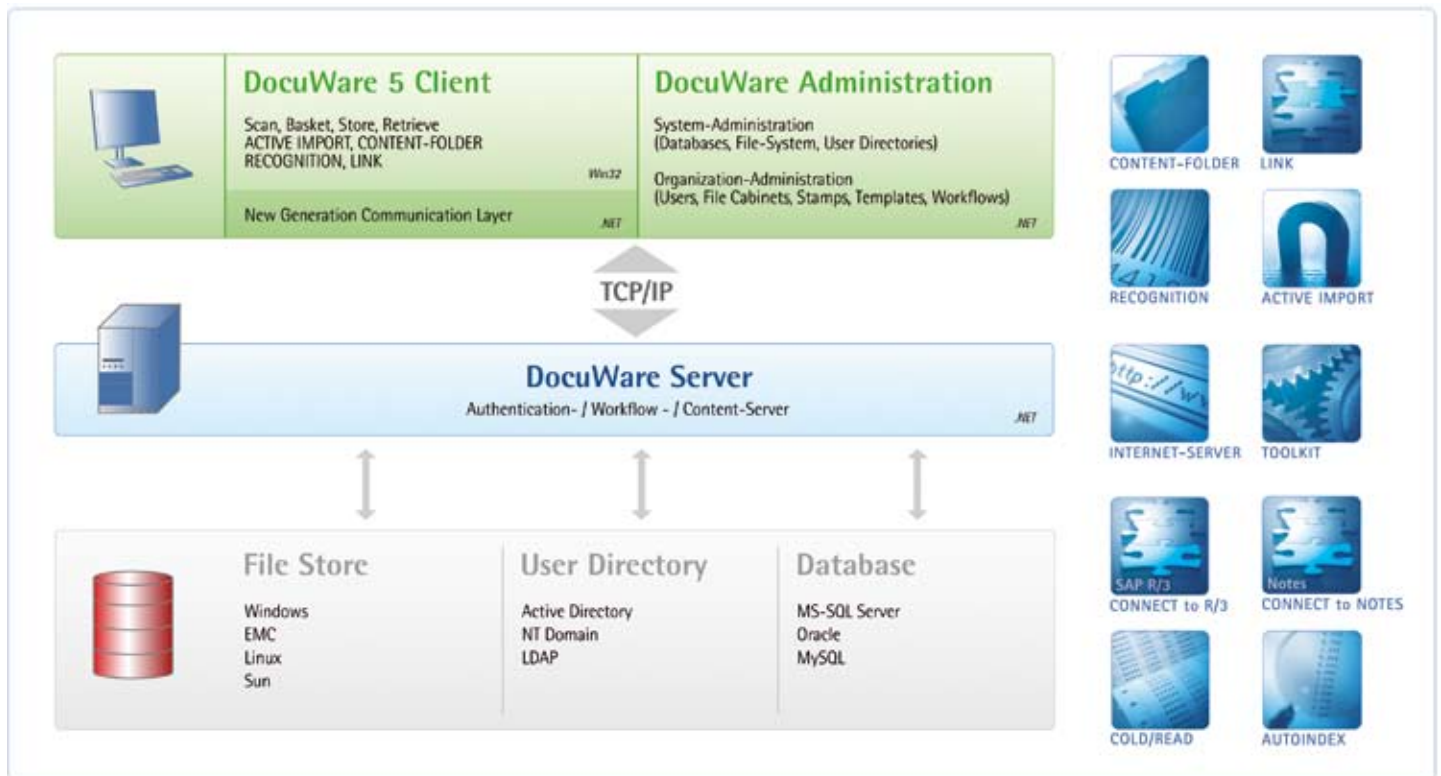 DocuWare 5 Client
Scan, Basket, Store, Retrieve
ACTIVE IMPORT, CONTENT-FOLDER
RECOGNITION, LINK
Win32
New Generation Communication Layer
.NET
DocuWare Administration
System-Administration
(Databases, File-System, User Directories)
Organization-Administration
(Users, File Cabinets, Stamps, Templates, Workflows)
.NET
TCP/IP
DocuWare Server
Authentication- / Workflow - / Content-Server
.NET
File Store
Windows
EMC
Linux
Sun
User Directory
Active Directory
NT Domain
LDAP
Database
MS-SQL Server
Oracle
MySQL
CONTENT-FOLDER
LINK
RECOGNITION
ACTIVE IMPORT
http://ww
INTERNET-SERVER
TOOLKIT
SAP R/3
CONNECT to R/3
Notes
CONNECT to NOTES
COLD/READ
AUTOINDEX